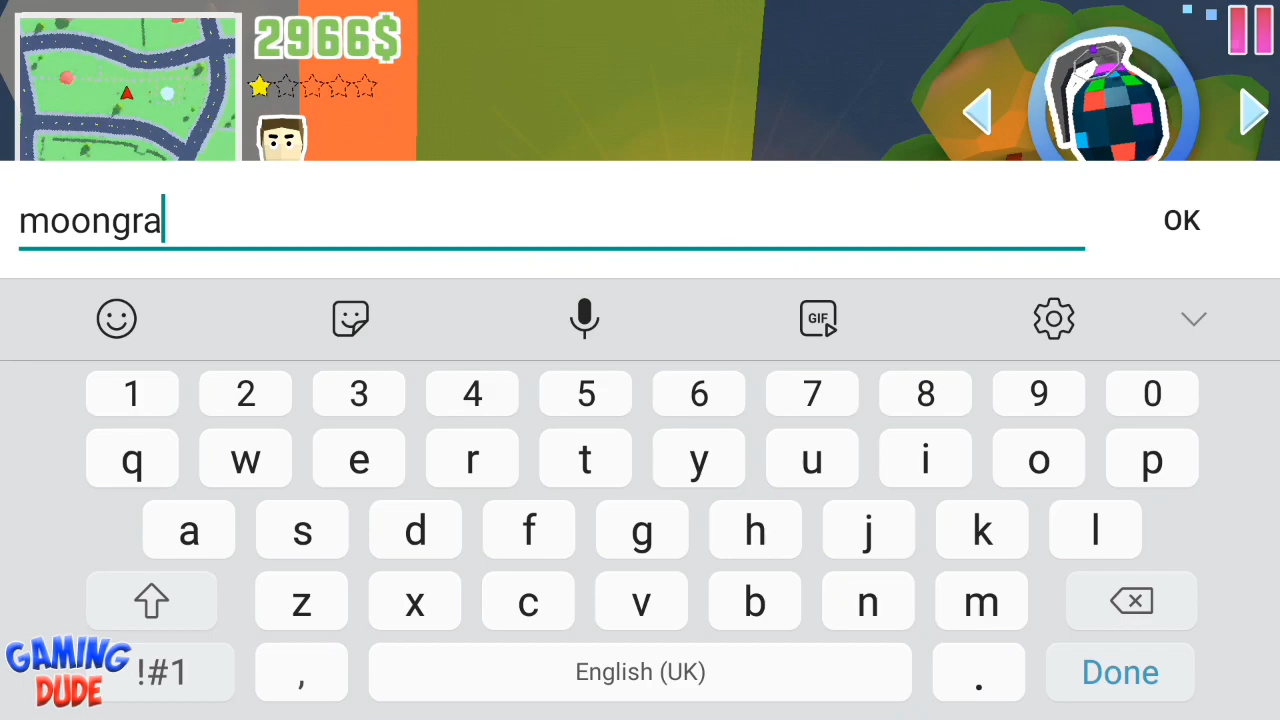 2966$
moongra
OK
GIF
1 2 3 4 5 6 7 8 9 0
q w e r t y u i o p
a s d f g h j k l
z x c v b n m
!#1 , English (UK) . Done
GAMING
DUDE